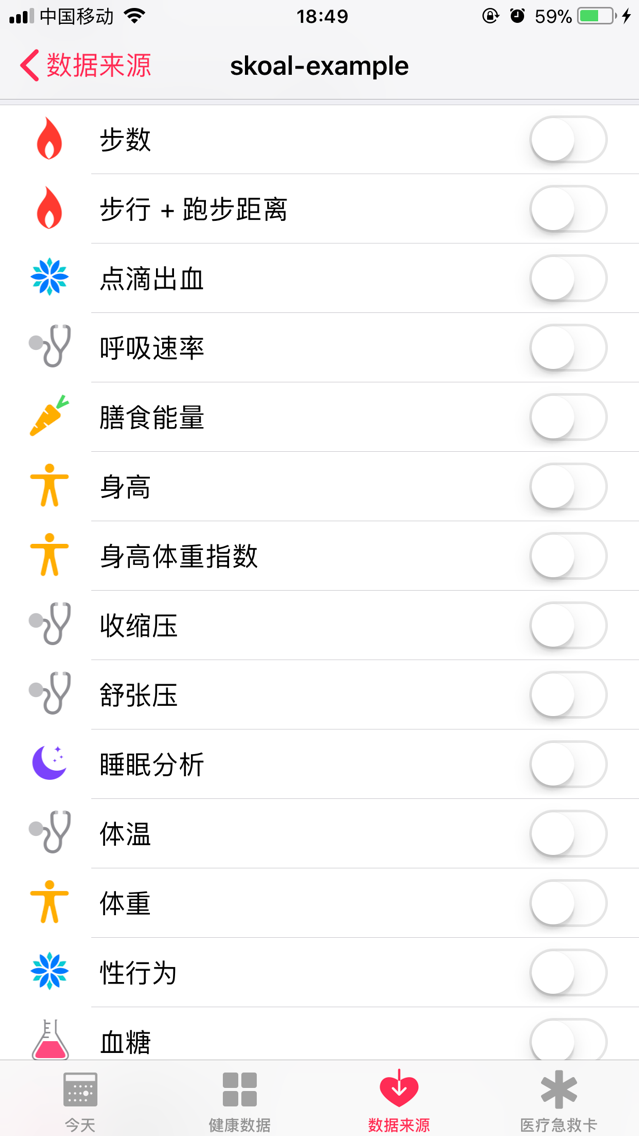 中国移动 18:49 59%
数据来源 skoal-example
步数
步行 + 跑步距离
点滴出血
呼吸速率
膳食能量
身高
身高体重指数
收缩压
舒张压
睡眠分析
体温
体重
性行为
血糖
今天 健康数据 数据来源 医疗急救卡